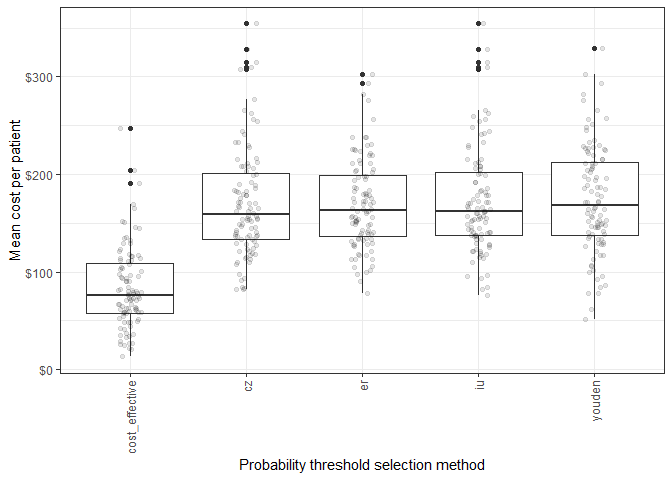 Mean cost per patient
$300
$200
$100
$0
cost_effective
cz
er
iu
youden
Probability threshold selection method